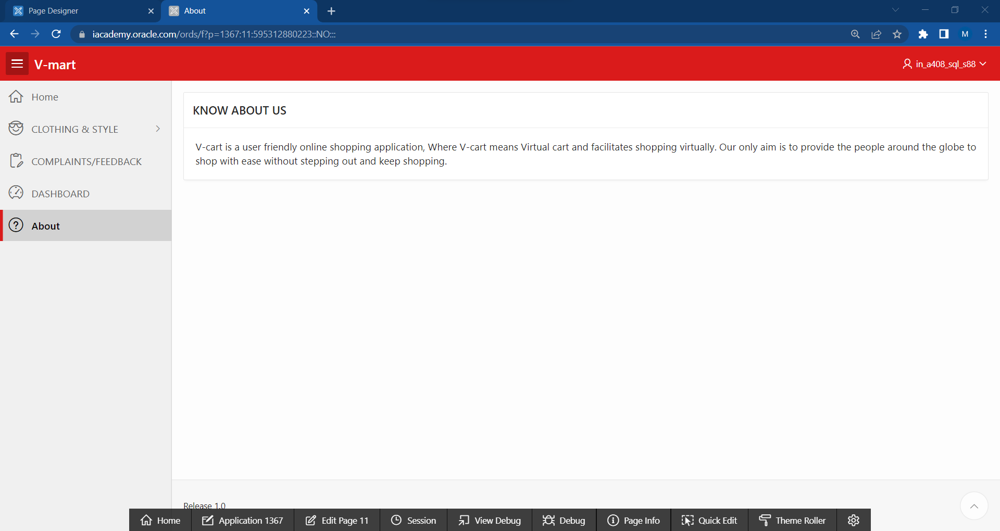 Page Designer
About
iacademy.oracle.com/ords/f?p=1367:11:595312880223::NO:::
M
V-mart
in_a408_sql_s88
Home
CLOTHING & STYLE
COMPLAINTS/FEEDBACK
DASHBOARD
About
KNOW ABOUT US
V-cart is a user friendly online shopping application, Where V-cart means Virtual cart and facilitates shopping virtually. Our only aim is to provide the people around the globe to
shop with ease without stepping out and keep shopping.
Release 1.0
Home
Application 1367
Edit Page 11
Session
View Debug
Debug
Page Info
Quick Edit
Theme Roller